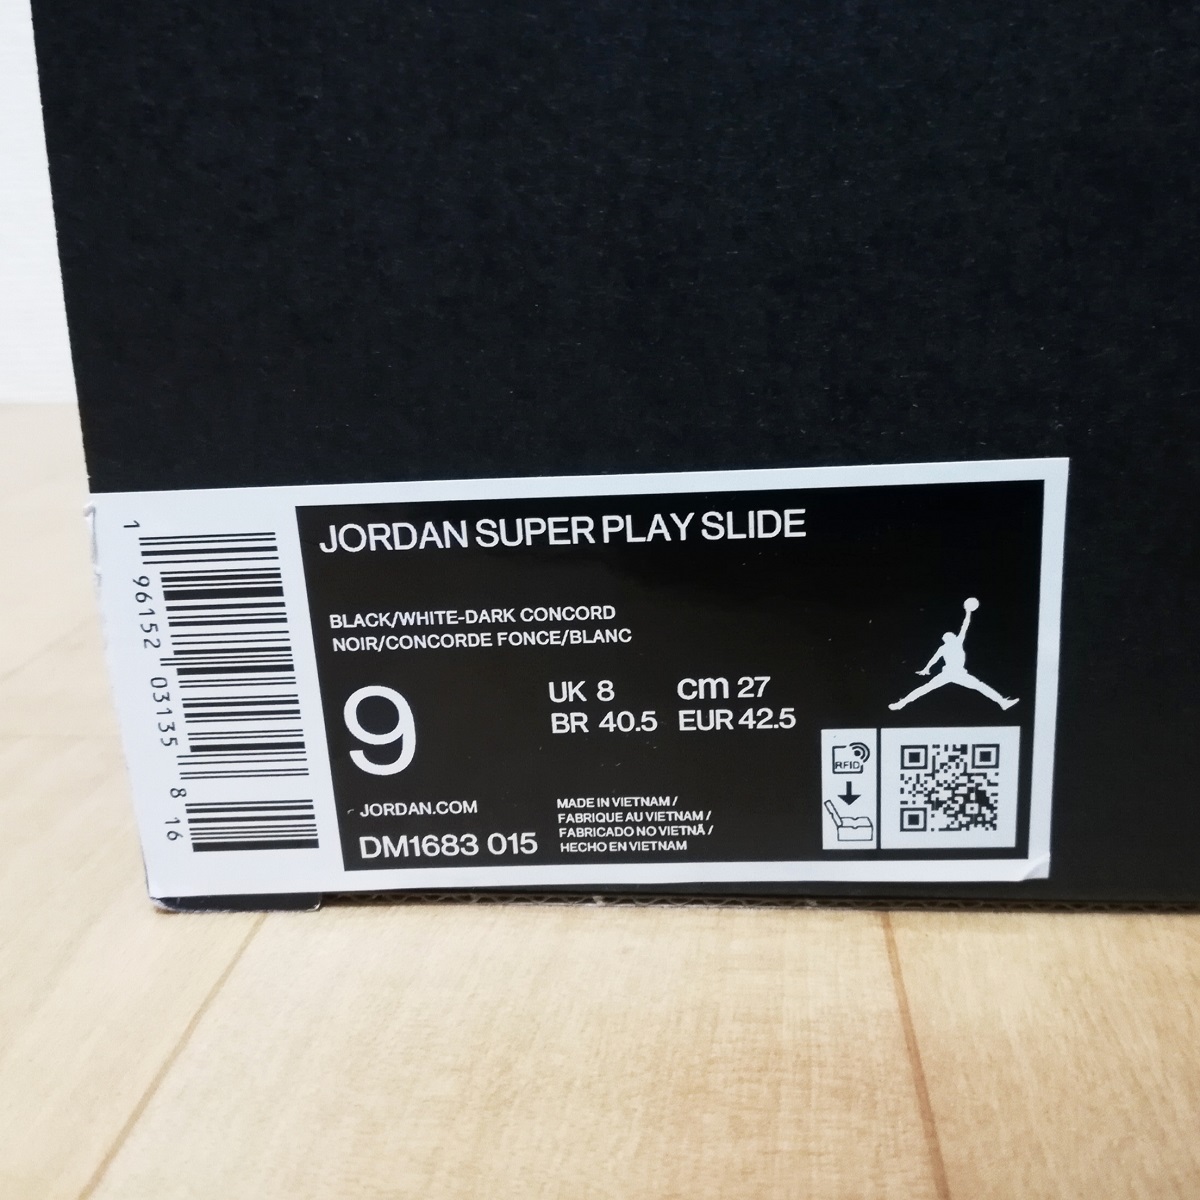 JORDAN SUPER PLAY SLIDE
BLACK/WHITE-DARK CONCORD
NOIR/CONCORDE FONCE/BLANC
9
UK 8 cm 27
BR 40.5 EUR 42.5
JORDAN.COM
DM1683 015
MADE IN VIETNAM /
FABRIQUE AU VIETNAM /
FABRICADO NO VIETNÃ /
HECHO EN VIETNAM
RFID
1 96152 03135 8 16